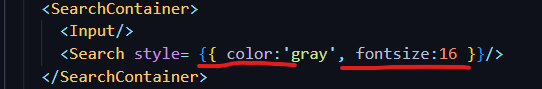 <SearchContainer>
<Input/>
<Search style= {{ color:'gray', fontsize:16 }}/>
</SearchContainer>